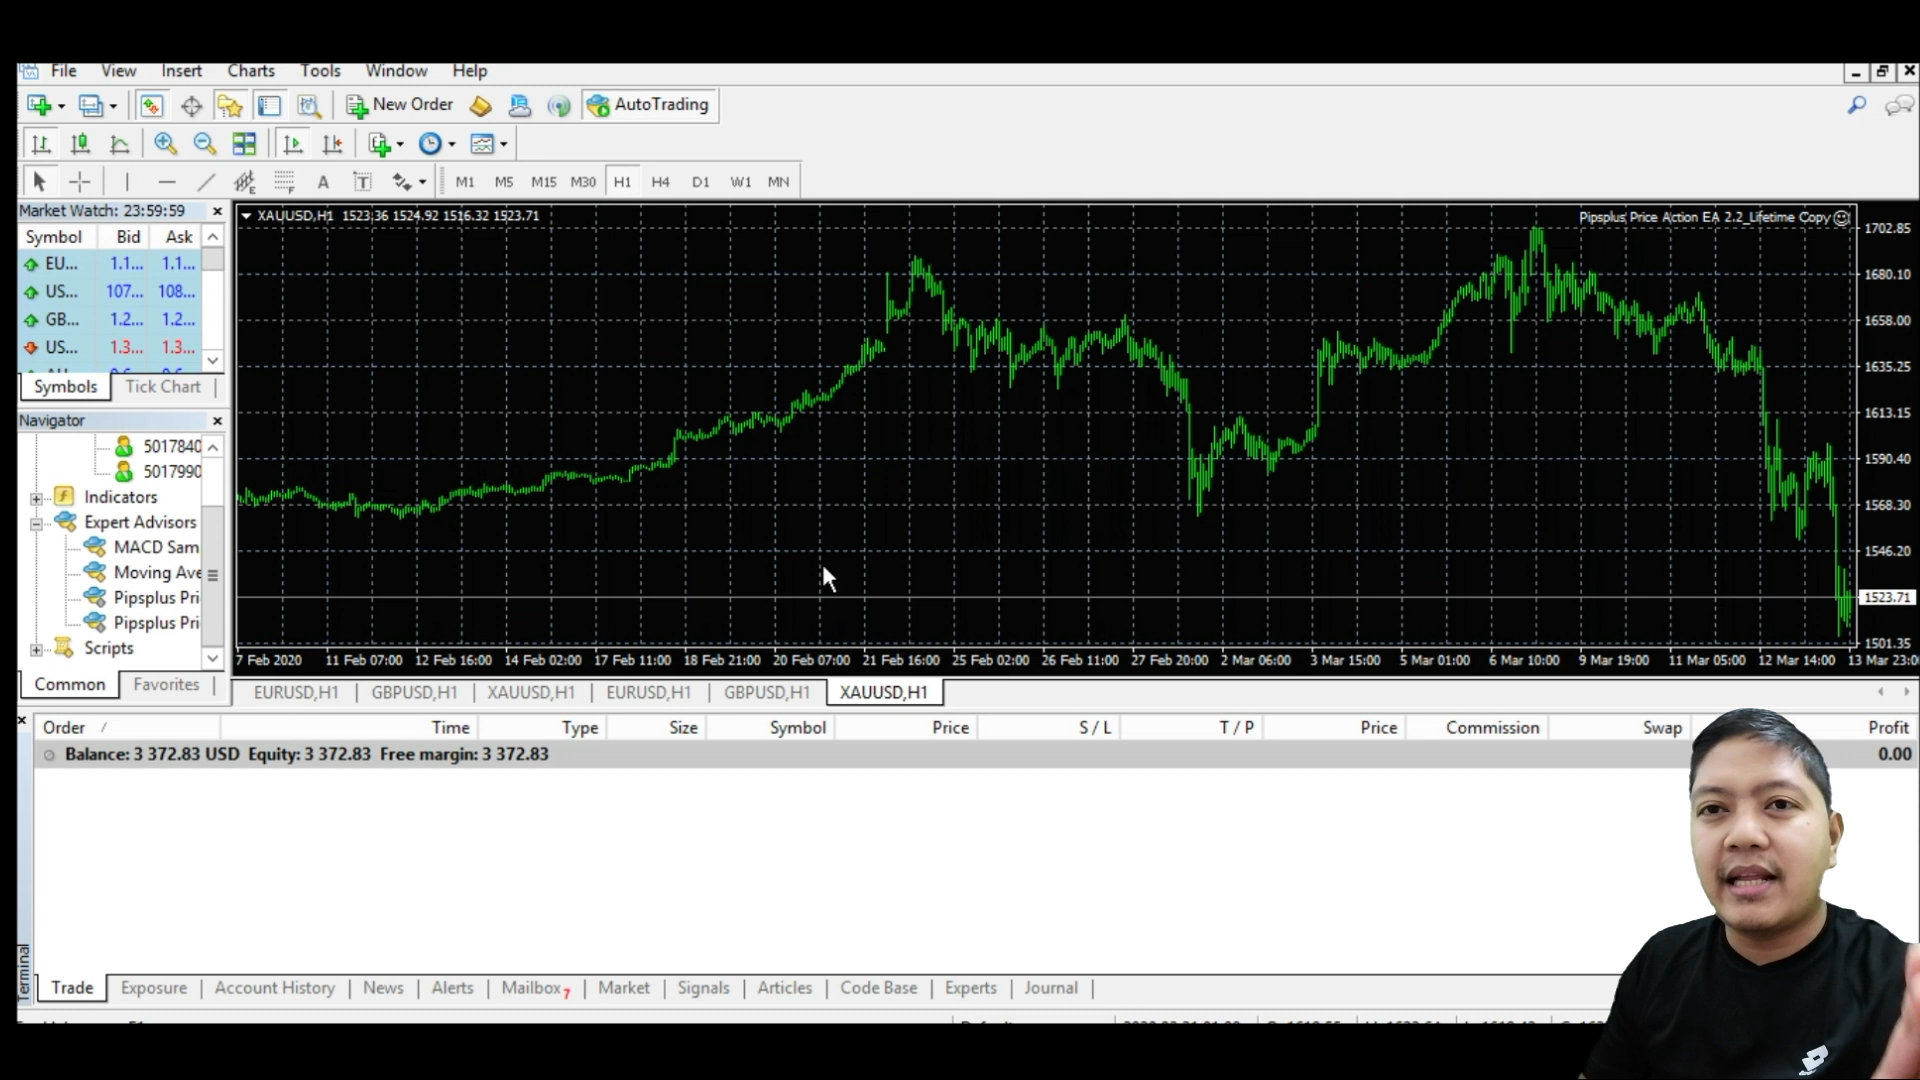 File View Insert Charts Tools Window Help
New Order AutoTrading
M1 M5 M15 M30 H1 H4 D1 W1 MN
Market Watch: 23:59:59
Symbol Bid Ask
EU... 1.1... 1.1...
US... 107... 108...
GB... 1.2... 1.2...
US... 1.3... 1.3...
Symbols Tick Chart
Navigator
5017840
5017990
Indicators
Expert Advisors
MACD Sam
Moving Ave
Pipsplus Pri
Pipsplus Pri
Scripts
Common Favorites
XAUUSD,H1 1523.36 1524.92 1516.32 1523.71
Pipsplus Price Action EA 2.2_Lifetime Copy
1702.85
1680.10
1658.00
1635.25
1613.15
1590.40
1568.30
1546.20
1523.71
1501.35
7 Feb 2020 11 Feb 07:00 12 Feb 16:00 14 Feb 02:00 17 Feb 11:00 18 Feb 21:00 20 Feb 07:00 21 Feb 16:00 25 Feb 02:00 26 Feb 11:00 27 Feb 20:00 2 Mar 06:00 3 Mar 15:00 5 Mar 01:00 6 Mar 10:00 9 Mar 19:00 11 Mar 05:00 12 Mar 14:00 13 Mar 23:0
EURUSD,H1 GBPUSD,H1 XAUUSD,H1 EURUSD,H1 GBPUSD,H1 XAUUSD,H1
Order / Time Type Size Symbol Price S / L T / P Price Commission Swap Profit
Balance: 3 372.83 USD Equity: 3 372.83 Free margin: 3 372.83 0.00
Terminal
Trade Exposure Account History News Alerts Mailbox 7 Market Signals Articles Code Base Experts Journal